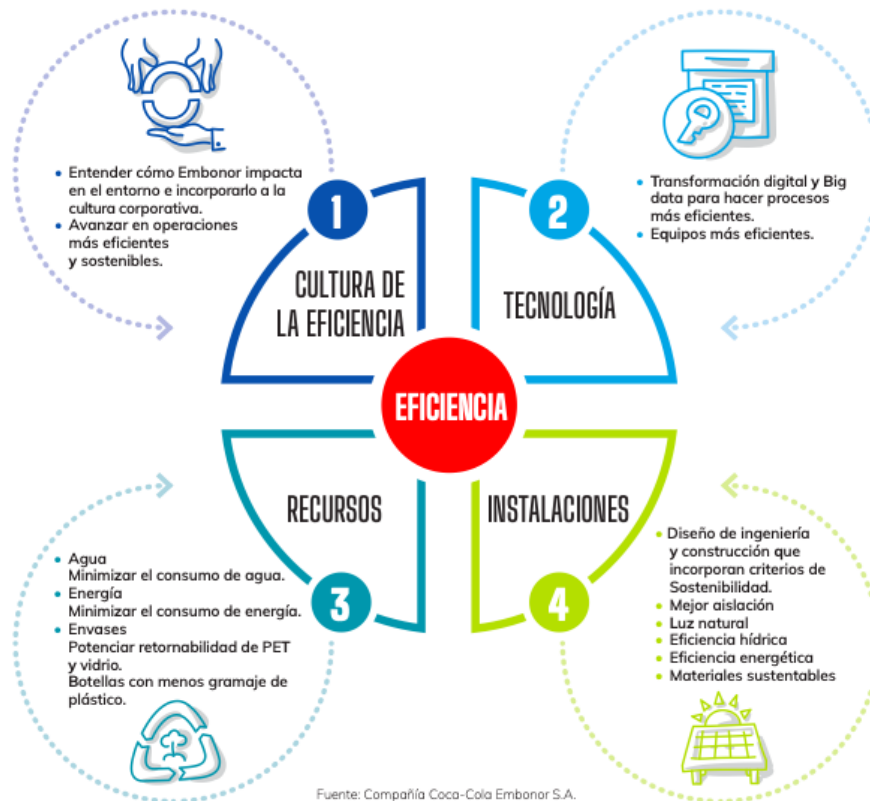 • Entender cómo Embonor impacta
en el entorno e incorporarlo a la
cultura corporativa.
• Avanzar en operaciones
más eficientes
y sostenibles.
1
CULTURA DE
LA EFICIENCIA
• Transformación digital y Big
data para hacer procesos
más eficientes.
• Equipos más eficientes.
2
TECNOLOGÍA
EFICIENCIA
RECURSOS
3
• Agua
Minimizar el consumo de agua.
• Energía
Minimizar el consumo de energía.
• Envases
Potenciar retornabilidad de PET
y vidrio.
Botellas con menos gramaje de
plástico.
INSTALACIONES
4
• Diseño de ingeniería
y construcción que
incorporan criterios de
Sostenibilidad.
• Mejor aislación
• Luz natural
• Eficiencia hídrica
• Eficiencia energética
• Materiales sustentables
Fuente: Compañía Coca-Cola Embonor S.A.